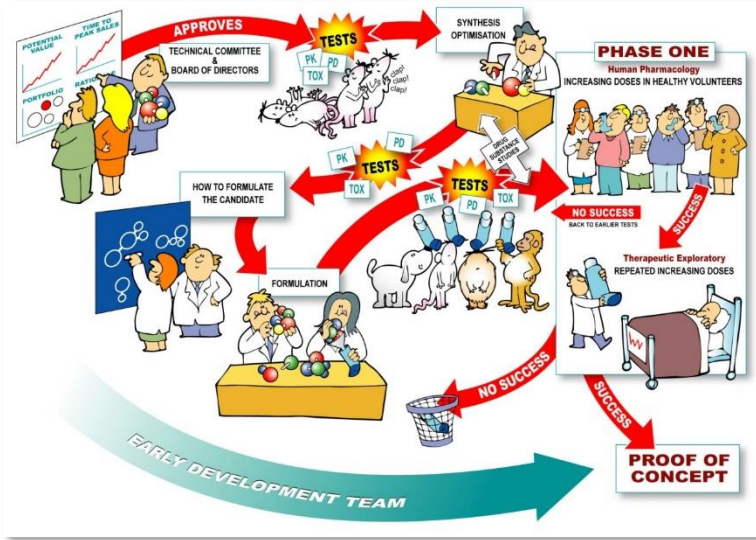 POTENTIAL
VALUE
TIME TO
PEAK SALES
PORTFOLIO
RATIO
APPROVES
TECHNICAL COMMITTEE
&
BOARD OF DIRECTORS
TESTS
PK
PD
TOX
clap!
clap!
clap!
SYNTHESIS
OPTIMISATION
PHASE ONE
Human Pharmacology
INCREASING DOSES IN HEALTHY VOLUNTEERS
DRUG
SUBSTANCE
STUDIES
PK
PD
TESTS
TOX
TESTS
PK
PD
TOX
HOW TO FORMULATE
THE CANDIDATE
NO SUCCESS
BACK TO EARLIER TESTS
SUCCESS
Therapeutic Exploratory
REPEATED INCREASING DOSES
FORMULATION
NO SUCCESS
SUCCESS
EARLY DEVELOPMENT TEAM
PROOF OF
CONCEPT